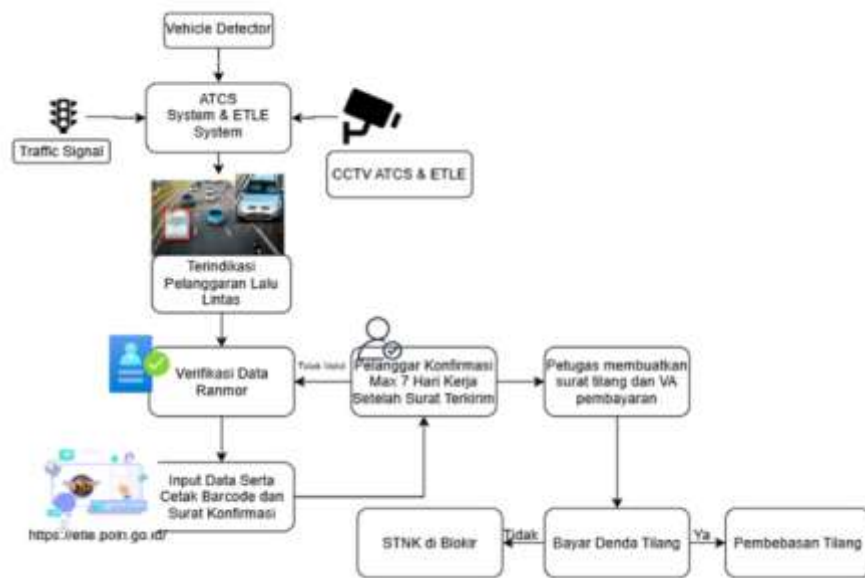 Vehicle Detector
ATCS
System & ETLE
System
Traffic Signal
CCTV ATCS & ETLE
Terindikasi
Pelanggaran Lalu
Lintas
Verifikasi Data
Ranmor
Tidak Valid
Pelanggar Konfirmasi
Max 7 Hari Kerja
Setelah Surat Terkirim
Petugas membuatkan
surat tilang dan VA
pembayaran
Input Data Serta
Cetak Barcode dan
Surat Konfirmasi
https://etle.polri.go.id/
STNK di Blokir
Tidak
Bayar Denda Tilang
Ya
Pembebasan Tilang